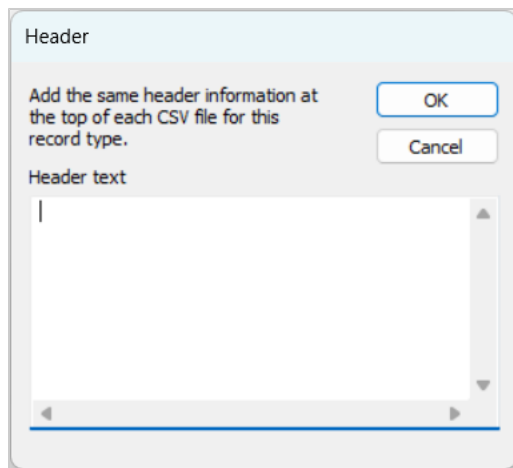 Header
Add the same header information at
the top of each CSV file for this
record type.
OK
Cancel
Header text